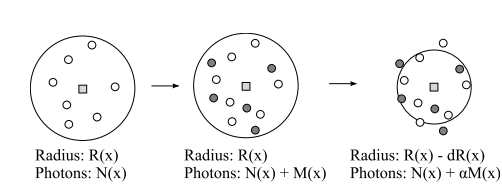 Radius: R(x)
Photons: N(x)
Radius: R(x)
Photons: N(x) + M(x)
Radius: R(x) - dR(x)
Photons: N(x) + αM(x)